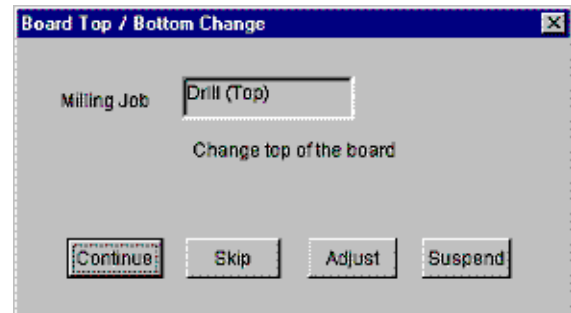 Board Top / Bottom Change
Milling Job Drill (Top)
Change top of the board
Continue Skip Adjust Suspend